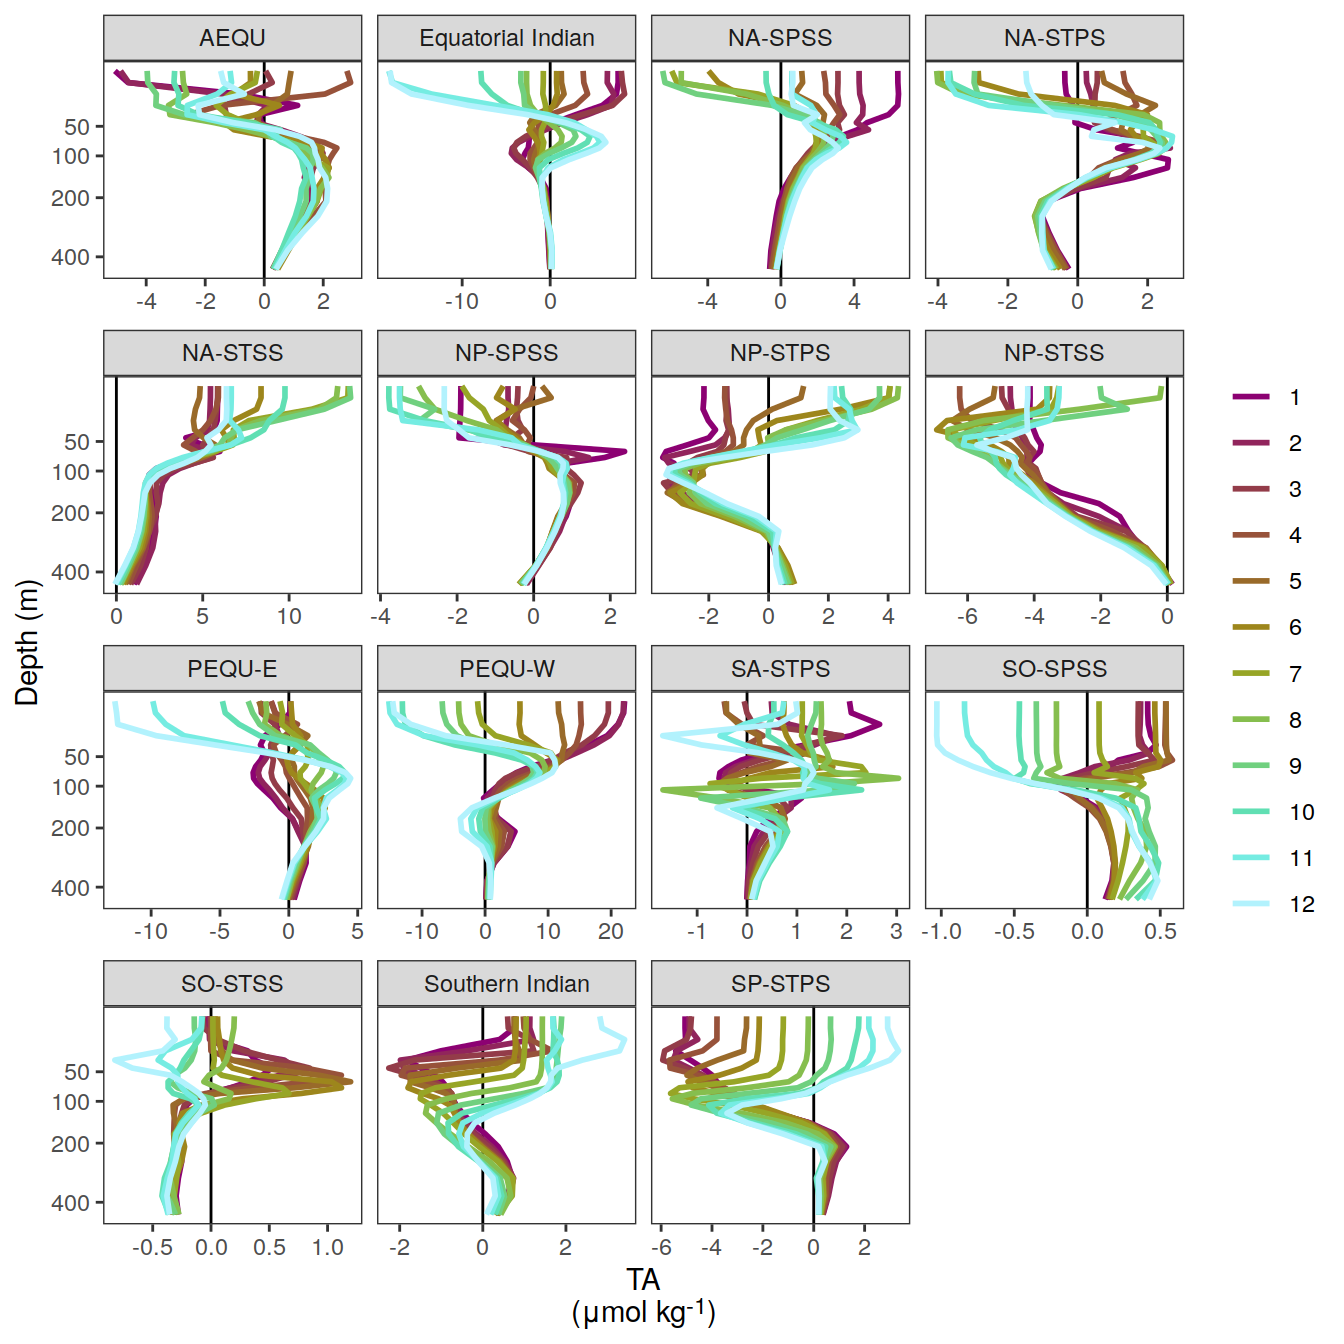 AEQU Equatorial Indian NA-SPSS NA-STPS
50
100
200
400
-4 -2 0 2 -10 0 -4 0 4 -4 -2 0 2
NA-STSS NP-SPSS NP-STPS NP-STSS
50
100
200
400
0 5 10 -4 -2 0 2 -2 0 2 4 -6 -4 -2 0
PEQU-E PEQU-W SA-STPS SO-SPSS
50
100
200
400
-10 -5 0 5 -10 0 10 20 -1 0 1 2 3 -1.0 -0.5 0.0 0.5
SO-STSS Southern Indian SP-STPS
50
100
200
400
-0.5 0.0 0.5 1.0 -2 0 2 -6 -4 -2 0 2
Depth (m)
TA
(µmol kg⁻¹)
1
2
3
4
5
6
7
8
9
10
11
12